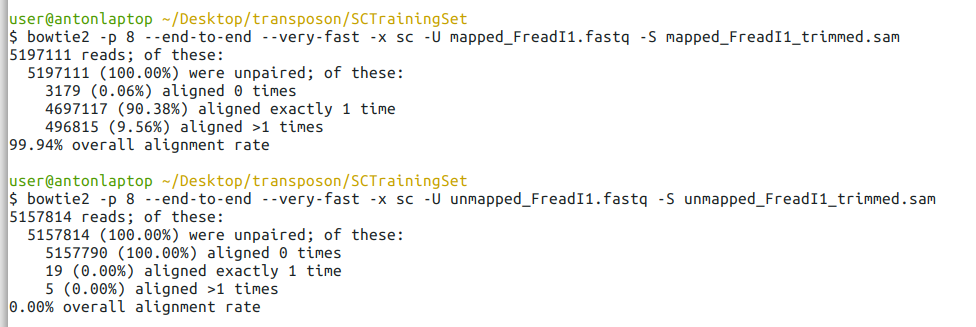 user@antonlaptop ~/Desktop/transposon/SCTrainingSet
$ bowtie2 -p 8 --end-to-end --very-fast -x sc -U mapped_FreadI1.fastq -S mapped_FreadI1_trimmed.sam
5197111 reads; of these:
  5197111 (100.00%) were unpaired; of these:
    3179 (0.06%) aligned 0 times
    4697117 (90.38%) aligned exactly 1 time
    496815 (9.56%) aligned >1 times
99.94% overall alignment rate

user@antonlaptop ~/Desktop/transposon/SCTrainingSet
$ bowtie2 -p 8 --end-to-end --very-fast -x sc -U unmapped_FreadI1.fastq -S unmapped_FreadI1_trimmed.sam
5157814 reads; of these:
  5157814 (100.00%) were unpaired; of these:
    5157790 (100.00%) aligned 0 times
    19 (0.00%) aligned exactly 1 time
    5 (0.00%) aligned >1 times
0.00% overall alignment rate